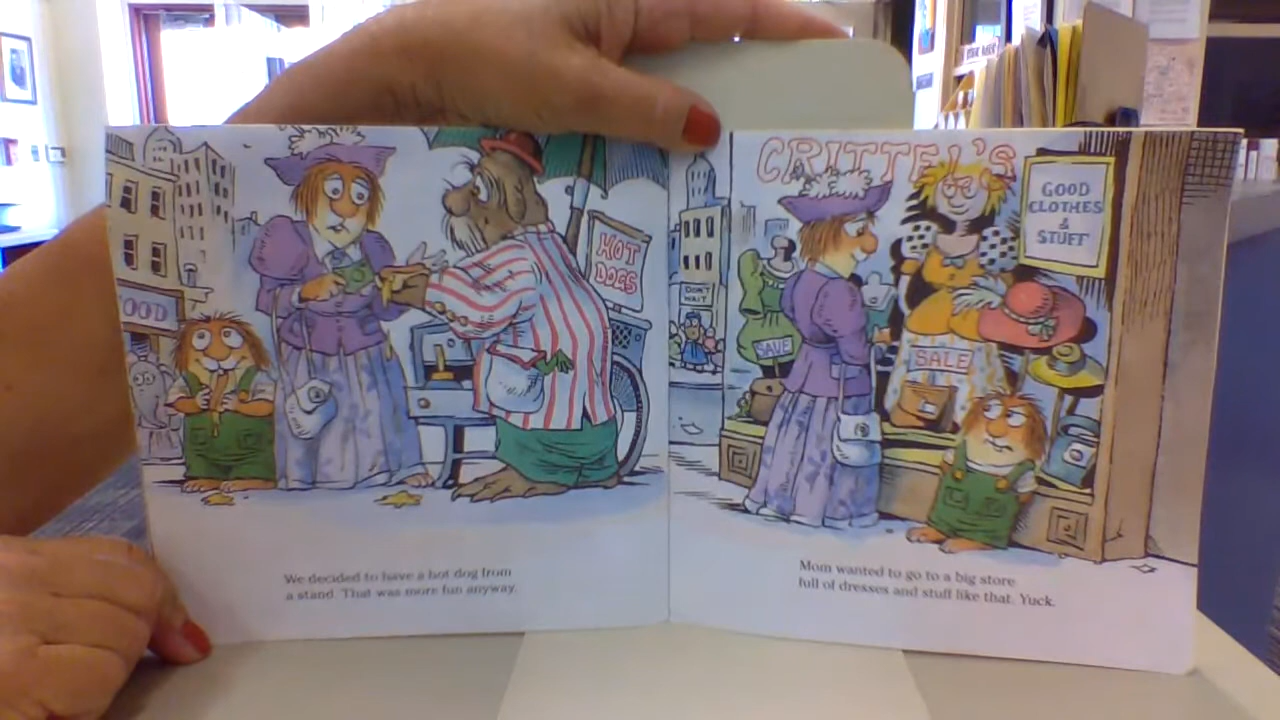 HOT
DOGS
OOD
We decided to have a hot dog from
a stand. That was more fun anyway.
CRITTER'S
GOOD
CLOTHES
&
STUFF
DON'T
WAIT
SAVE
SALE
Mom wanted to go to a big store
full of dresses and stuff like that. Yuck.